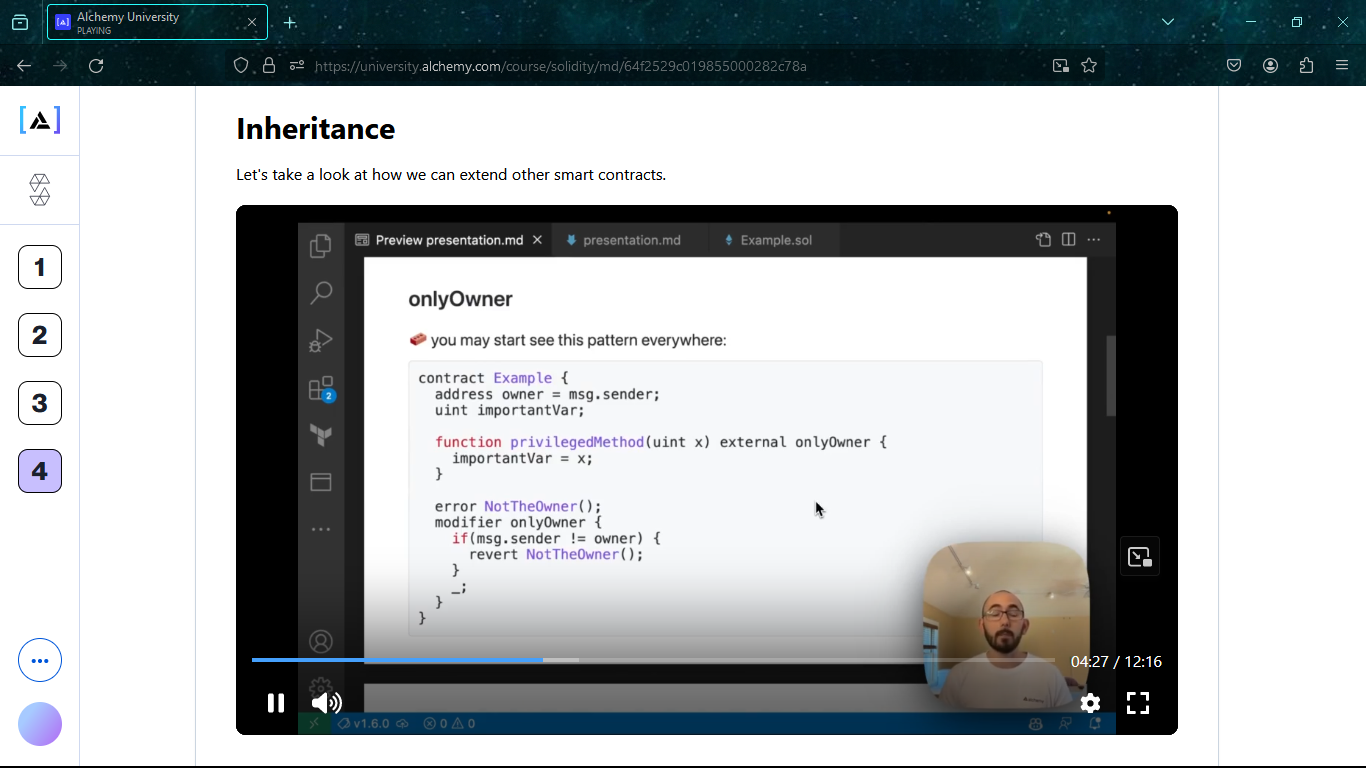 Alchemy University
PLAYING
https://university.alchemy.com/course/solidity/md/64f2529c019855000282c78a
Inheritance
Let's take a look at how we can extend other smart contracts.
1
2
3
4
Preview presentation.md
presentation.md
Example.sol
2
onlyOwner
you may start see this pattern everywhere:
contract Example {
address owner = msg.sender;
uint importantVar;
function privilegedMethod(uint x) external onlyOwner {
importantVar = x;
}
error NotTheOwner();
modifier onlyOwner {
if(msg.sender != owner) {
revert NotTheOwner();
}
_;
}
}
04:27 / 12:16
v1.6.0
0
0